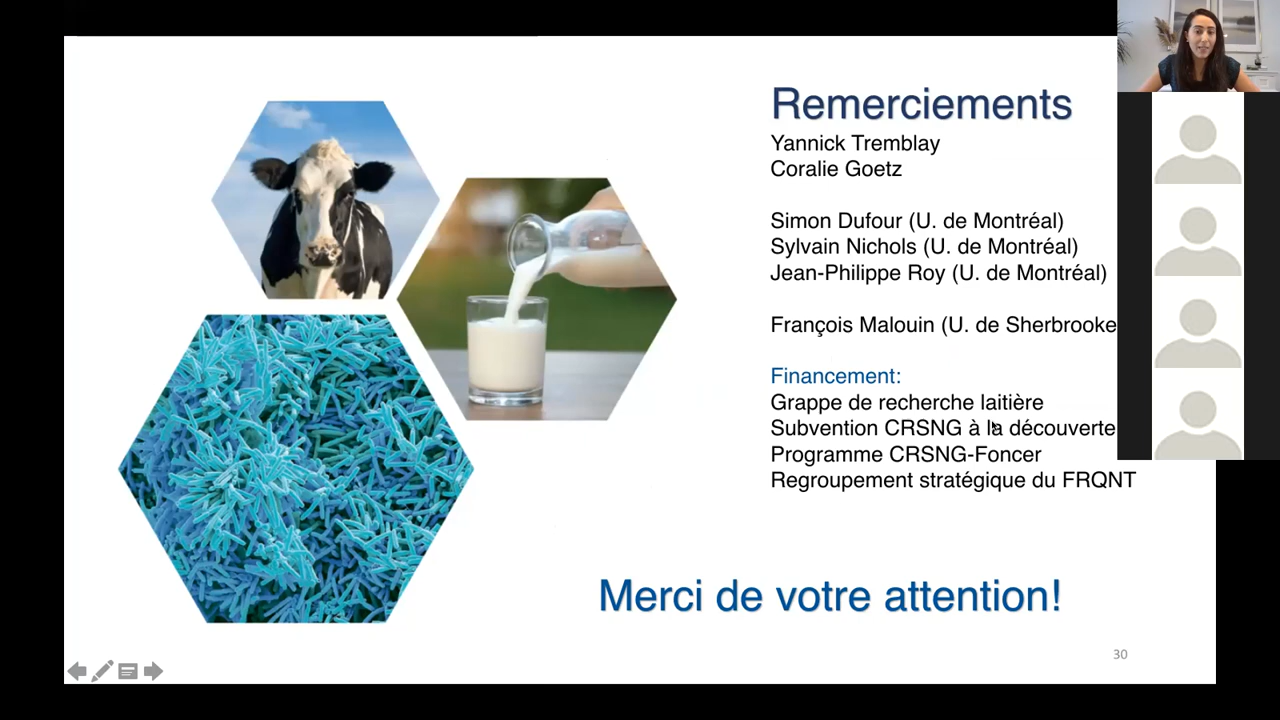 Remerciements
Yannick Tremblay
Coralie Goetz
Simon Dufour (U. de Montréal)
Sylvain Nichols (U. de Montréal)
Jean-Philippe Roy (U. de Montréal)
François Malouin (U. de Sherbrooke
Financement:
Grappe de recherche laitière
Subvention CRSNG à la découverte
Programme CRSNG-Foncer
Regroupement stratégique du FRQNT
Merci de votre attention!
30